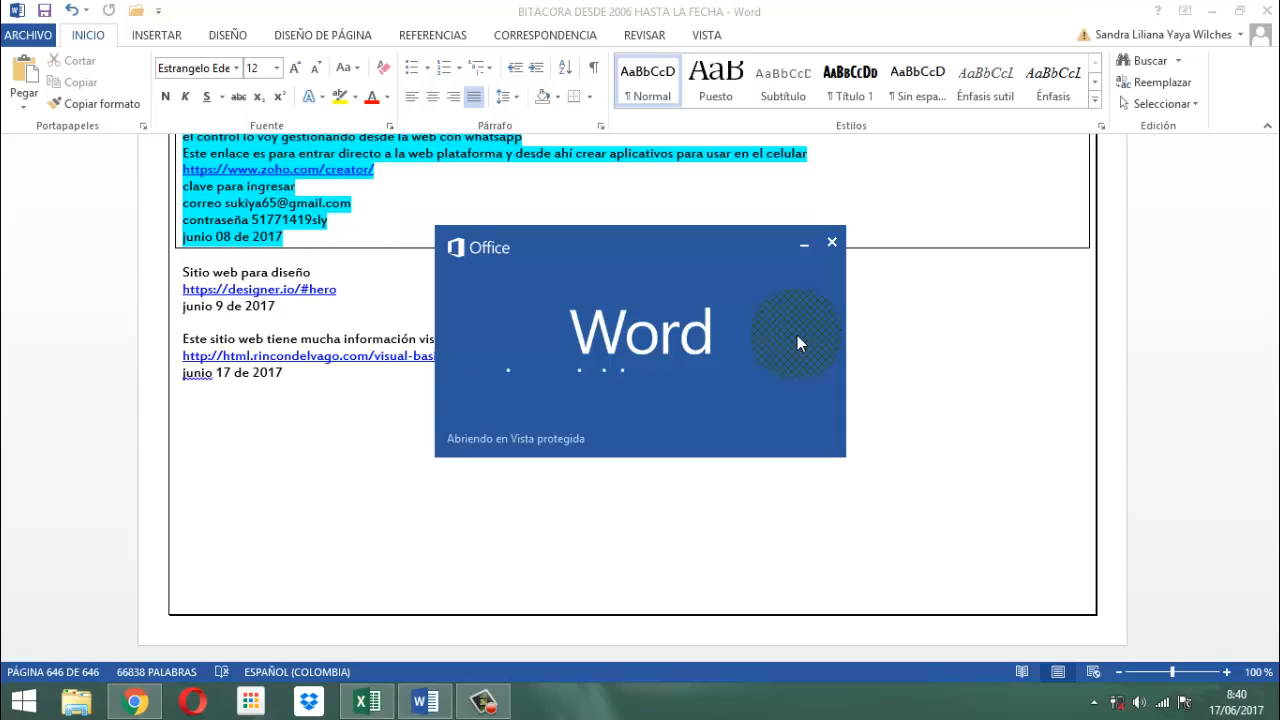 BITACORA DESDE 2006 HASTA LA FECHA - Word
ARCHIVO INICIO INSERTAR DISEÑO DISEÑO DE PÁGINA REFERENCIAS CORRESPONDENCIA REVISAR VISTA Sandra Liliana Yaya Wilches
Pegar
Cortar
Copiar
Copiar formato
Portapapeles
Estrangelo Ede 12
Aa
N K S abc x₂ x² A A
Fuente
Párrafo
AaBbCcD AaB AaBbCcD AaBbCcDd AaBbCcD AaBbCcL AaBbCcL
¶ Normal Puesto Subtítulo ¶ Título 1 ¶ Sin espa... Énfasis sutil Énfasis
Estilos
Buscar
Reemplazar
Seleccionar
Edición
el control lo voy gestionando desde la web con whatsapp
Este enlace es para entrar directo a la web plataforma y desde ahí crear aplicativos para usar en el celular
https://www.zoho.com/creator/
clave para ingresar
correo sukiya65@gmail.com
contraseña 51771419sly
junio 08 de 2017
Sitio web para diseño
https://designer.io/#hero
junio 9 de 2017
Este sitio web tiene mucha información vis
http://html.rincondelvago.com/visual-basi
junio 17 de 2017
Office
Word
Abriendo en Vista protegida
PÁGINA 646 DE 646 66838 PALABRAS ESPAÑOL (COLOMBIA) 100 %
8:40
17/06/2017